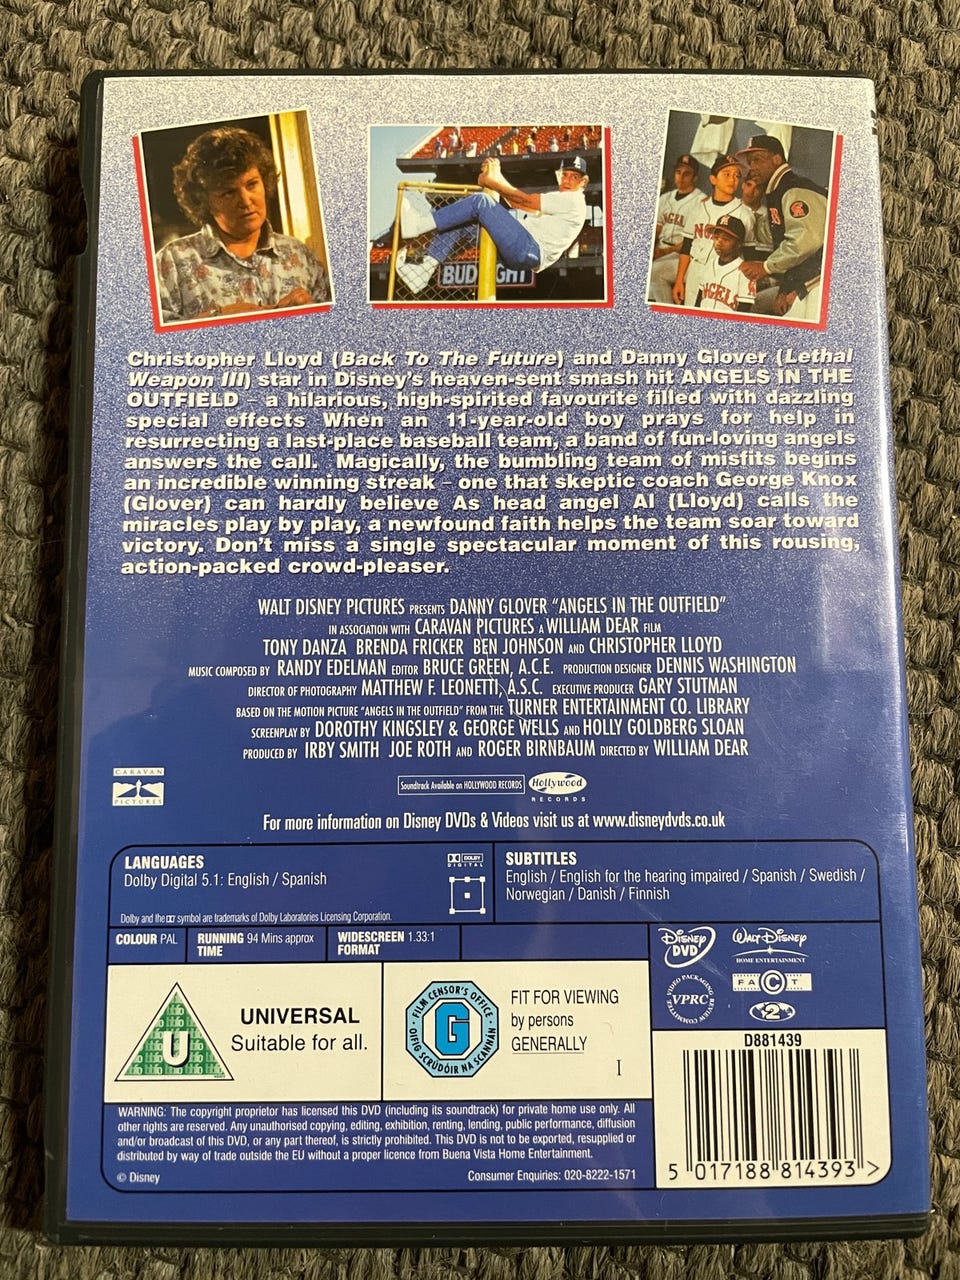 BUD LIGHT
ANGELS
Christopher Lloyd (Back To The Future) and Danny Glover (Lethal
Weapon III) star in Disney's heaven-sent smash hit ANGELS IN THE
OUTFIELD – a hilarious, high-spirited favourite filled with dazzling
special effects When an 11-year-old boy prays for help in
resurrecting a last-place baseball team, a band of fun-loving angels
answers the call. Magically, the bumbling team of misfits begins
an incredible winning streak – one that skeptic coach George Knox
(Glover) can hardly believe As head angel Al (Lloyd) calls the
miracles play by play, a newfound faith helps the team soar toward
victory. Don't miss a single spectacular moment of this rousing,
action-packed crowd-pleaser.
WALT DISNEY PICTURES PRESENTS DANNY GLOVER "ANGELS IN THE OUTFIELD"
IN ASSOCIATION WITH CARAVAN PICTURES A WILLIAM DEAR FILM
TONY DANZA BRENDA FRICKER BEN JOHNSON AND CHRISTOPHER LLOYD
MUSIC COMPOSED BY RANDY EDELMAN EDITOR BRUCE GREEN, A.C.E. PRODUCTION DESIGNER DENNIS WASHINGTON
DIRECTOR OF PHOTOGRAPHY MATTHEW F. LEONETTI, A.S.C. EXECUTIVE PRODUCER GARY STUTMAN
BASED ON THE MOTION PICTURE "ANGELS IN THE OUTFIELD" FROM THE TURNER ENTERTAINMENT CO. LIBRARY
SCREENPLAY BY DOROTHY KINGSLEY & GEORGE WELLS AND HOLLY GOLDBERG SLOAN
PRODUCED BY IRBY SMITH JOE ROTH AND ROGER BIRNBAUM DIRECTED BY WILLIAM DEAR
CARAVAN
PICTURES
Soundtrack Available on HOLLYWOOD RECORDS
Hollywood
RECORDS
For more information on Disney DVDs & Videos visit us at www.disneydvds.co.uk
LANGUAGES
Dolby Digital 5.1: English / Spanish
DOLBY
DIGITAL
Dolby and the symbol are trademarks of Dolby Laboratories Licensing Corporation.
SUBTITLES
English / English for the hearing impaired / Spanish / Swedish /
Norwegian / Danish / Finnish
COLOUR PAL
RUNNING 94 Mins approx
TIME
WIDESCREEN 1.33:1
FORMAT
DISNEY
DVD
WALT DISNEY
HOME ENTERTAINMENT
VIDEO PACKAGING REVIEW COMMITTEE
VPRC
FACT
2
U
UNIVERSAL
Suitable for all.
FILM CENSOR'S OFFICE
G
OIFIG SCRÚDÓIR NA SCANNÁN
FIT FOR VIEWING
by persons
GENERALLY
I
D881439
5 017188 814393 >
WARNING: The copyright proprietor has licensed this DVD (including its soundtrack) for private home use only. All
other rights are reserved. Any unauthorised copying, editing, exhibition, renting, lending, public performance, diffusion
and/or broadcast of this DVD, or any part thereof, is strictly prohibited. This DVD is not to be exported, resupplied or
distributed by way of trade outside the EU without a proper licence from Buena Vista Home Entertainment.
© Disney
Consumer Enquiries: 020-8222-1571